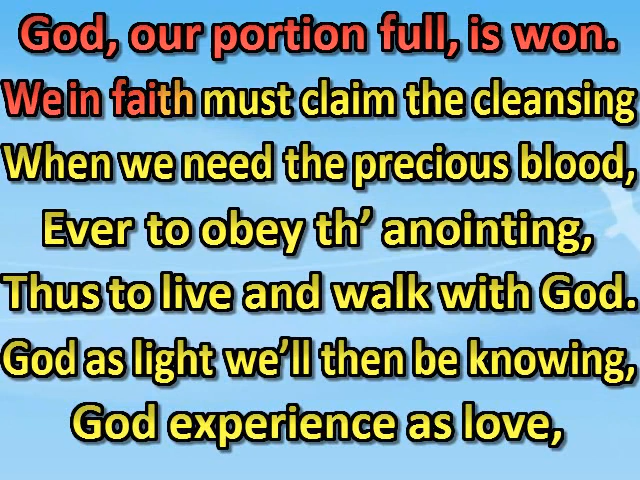 God, our portion full, is won.
We in faith must claim the cleansing
When we need the precious blood,
Ever to obey th’ anointing,
Thus to live and walk with God.
God as light we’ll then be knowing,
God experience as love,